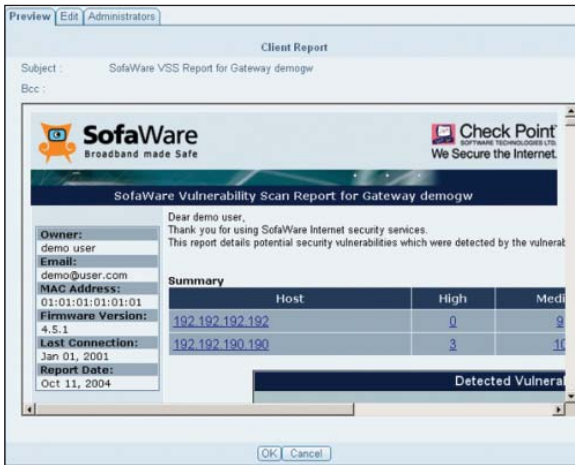 Preview Edit Administrators
Client Report
Subject : SofaWare VSS Report for Gateway demogw
Bcc :
SofaWare
Broadband made Safe
Check Point
SOFTWARE TECHNOLOGIES LTD.
We Secure the Internet.
SofaWare Vulnerability Scan Report for Gateway demogw
Owner:
demo user
Email:
demo@user.com
MAC Address:
01:01:01:01:01:01
Firmware Version:
4.5.1
Last Connection:
Jan 01, 2001
Report Date:
Oct 11, 2004
Dear demo user,
Thank you for using SofaWare Internet security services.
This report details potential security vulnerabilities which were detected by the vulnerab
Summary
Host High Medi
192.192.192.192 0 9
192.192.190.190 3 10
Detected Vulnera
OK Cancel